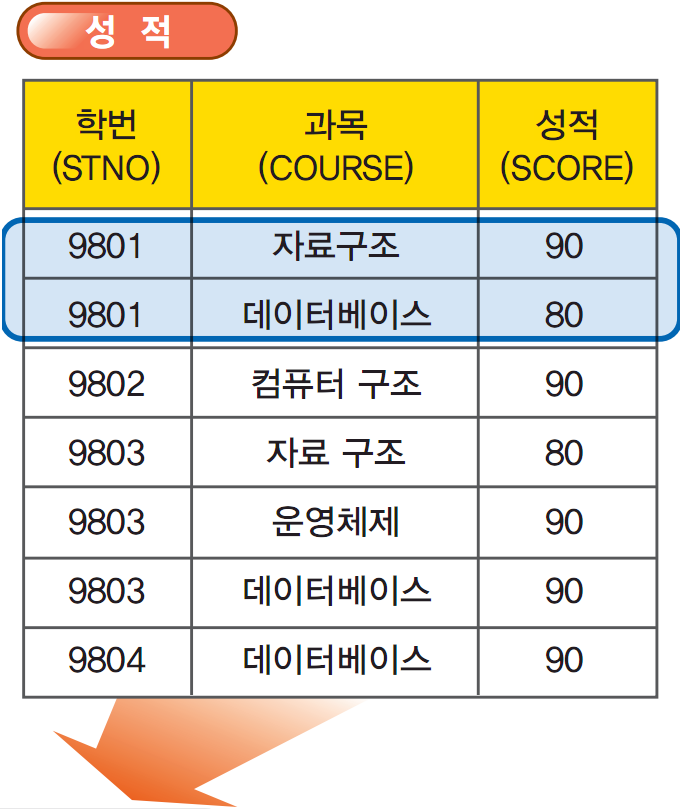 성 적
학번 과목 성적
(STNO) (COURSE) (SCORE)
9801 자료구조 90
9801 데이터베이스 80
9802 컴퓨터 구조 90
9803 자료 구조 80
9803 운영체제 90
9803 데이터베이스 90
9804 데이터베이스 90